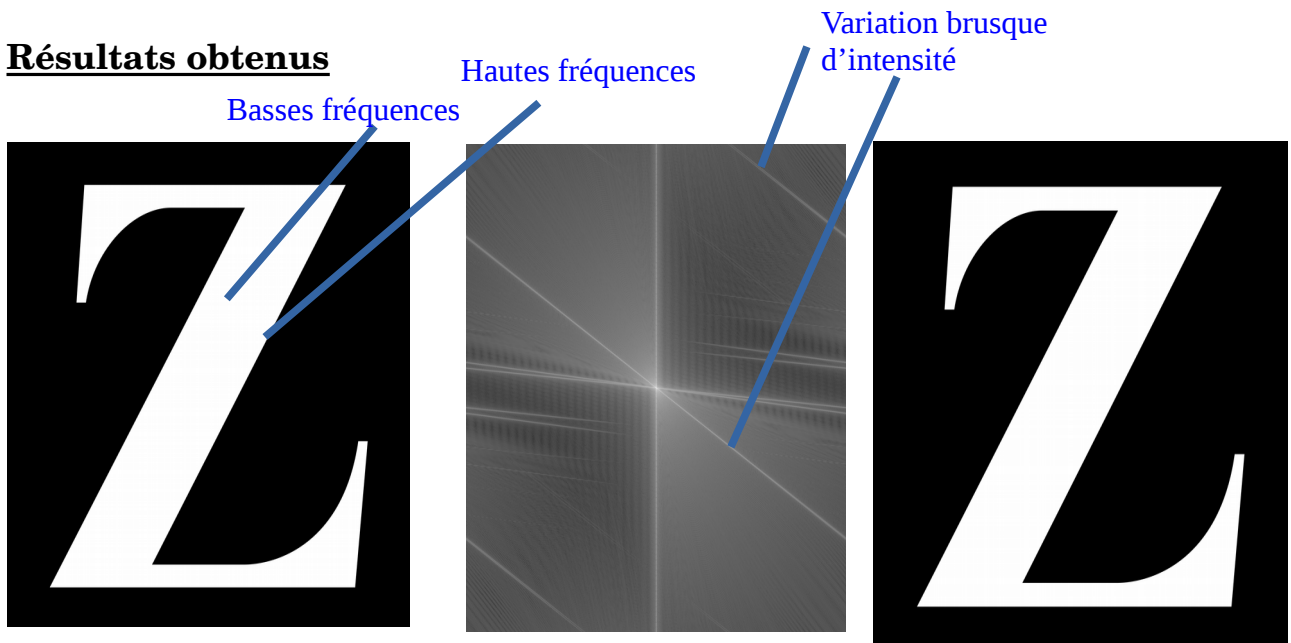 Résultats obtenus
Basses fréquences
Hautes fréquences
Variation brusque
d’intensité
Z
Z